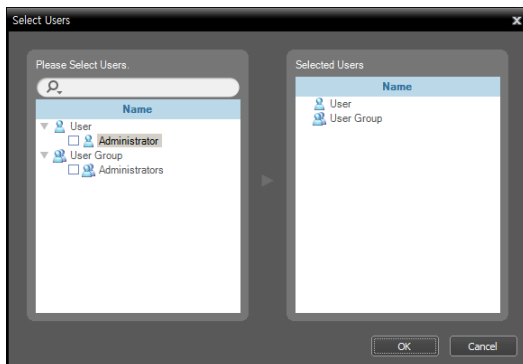 Select Users
Please Select Users.
Name
User
Administrator
User Group
Administrators
Selected Users
Name
User
User Group
OK
Cancel